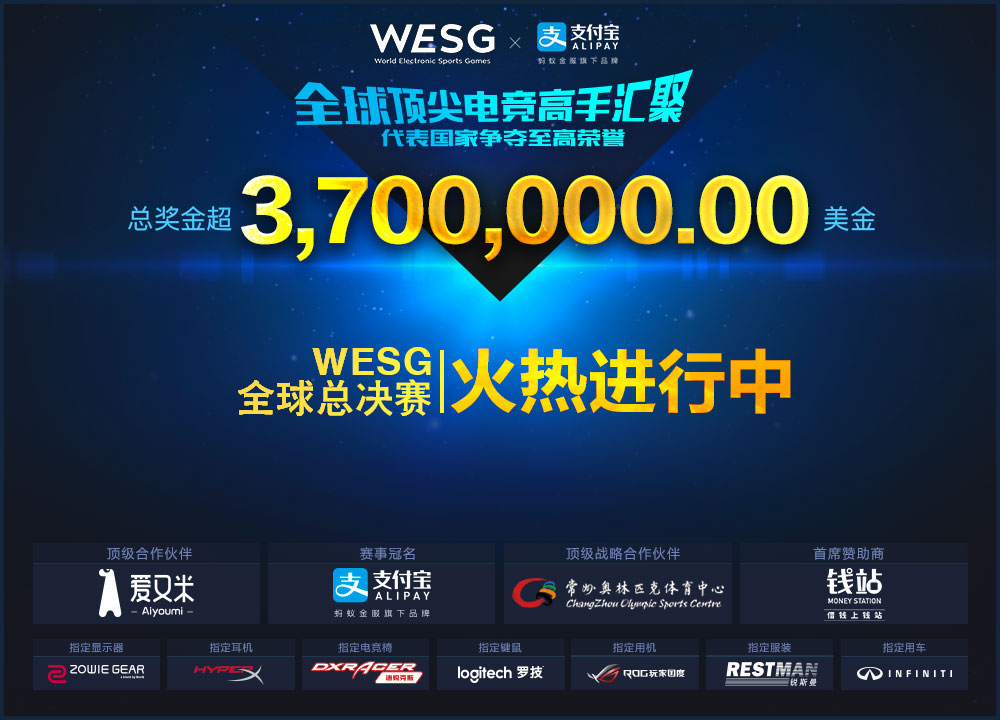 WESG × 支 支付宝
World Electronic Sports Games ALIPAY
蚂蚁金服旗下品牌
全球顶尖电竞高手汇聚
代表国家争夺至高荣誉
总奖金超 3,700,000.00 美金
WESG
全球总决赛 火热进行中
顶级合作伙伴
爱又米
Aiyoumi
赛事冠名
支 支付宝
ALIPAY
蚂蚁金服旗下品牌
顶级战略合作伙伴
常州奥林匹克体育中心
ChangZhou Olympic Sports Centre
首席赞助商
钱站
MONEY STATION
借钱上钱站
指定显示器
ZOWIE GEAR
指定耳机
HYPERX
指定电竞椅
DXRACER
迪锐克斯
指定键鼠
logitech 罗技
指定用机
ROG玩家国度
指定服装
RESTMAN
锐斯曼
指定用车
INFINITI